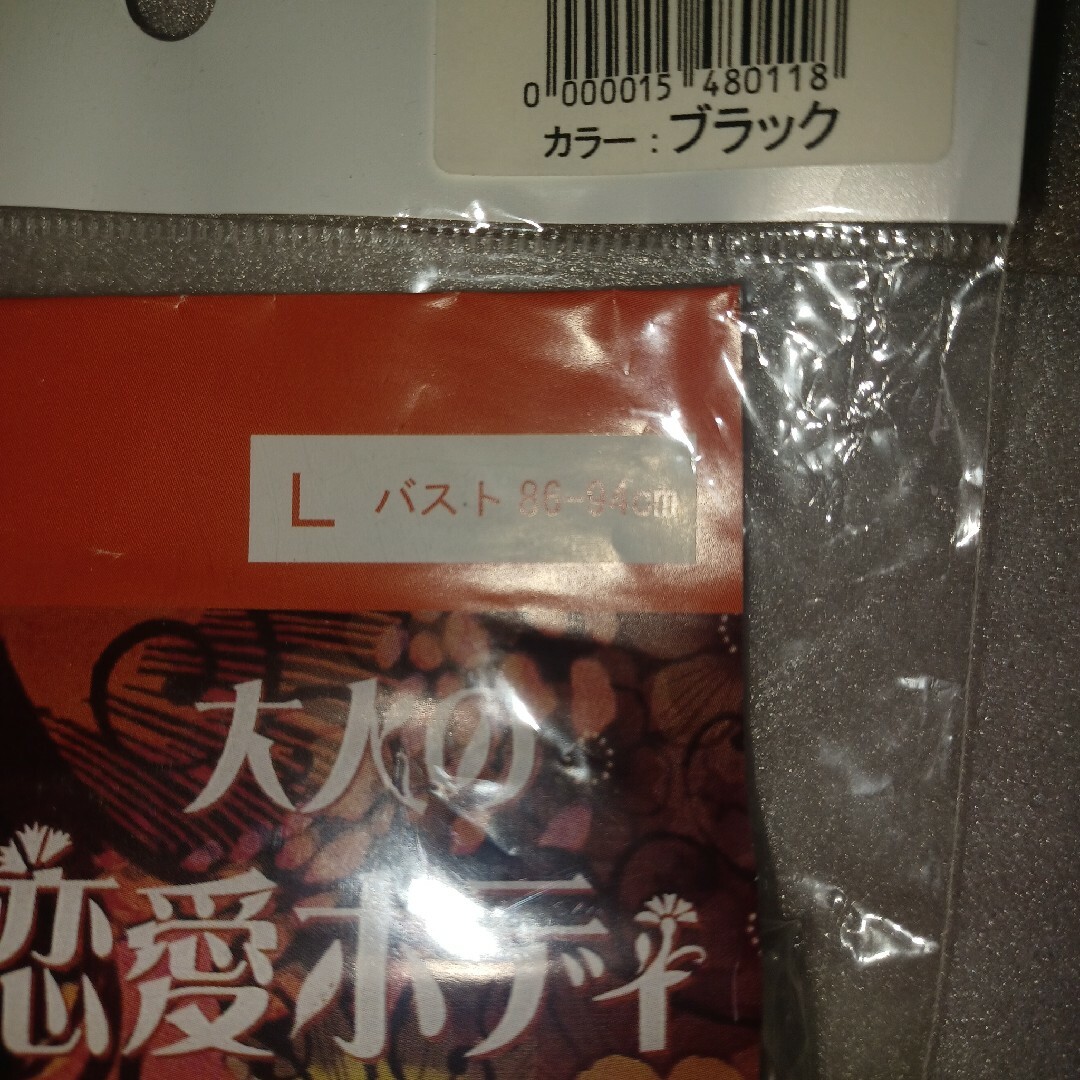 0 000015 480118
カラー : ブラック
L バスト 86-94cm
大人の
恋愛ボディ